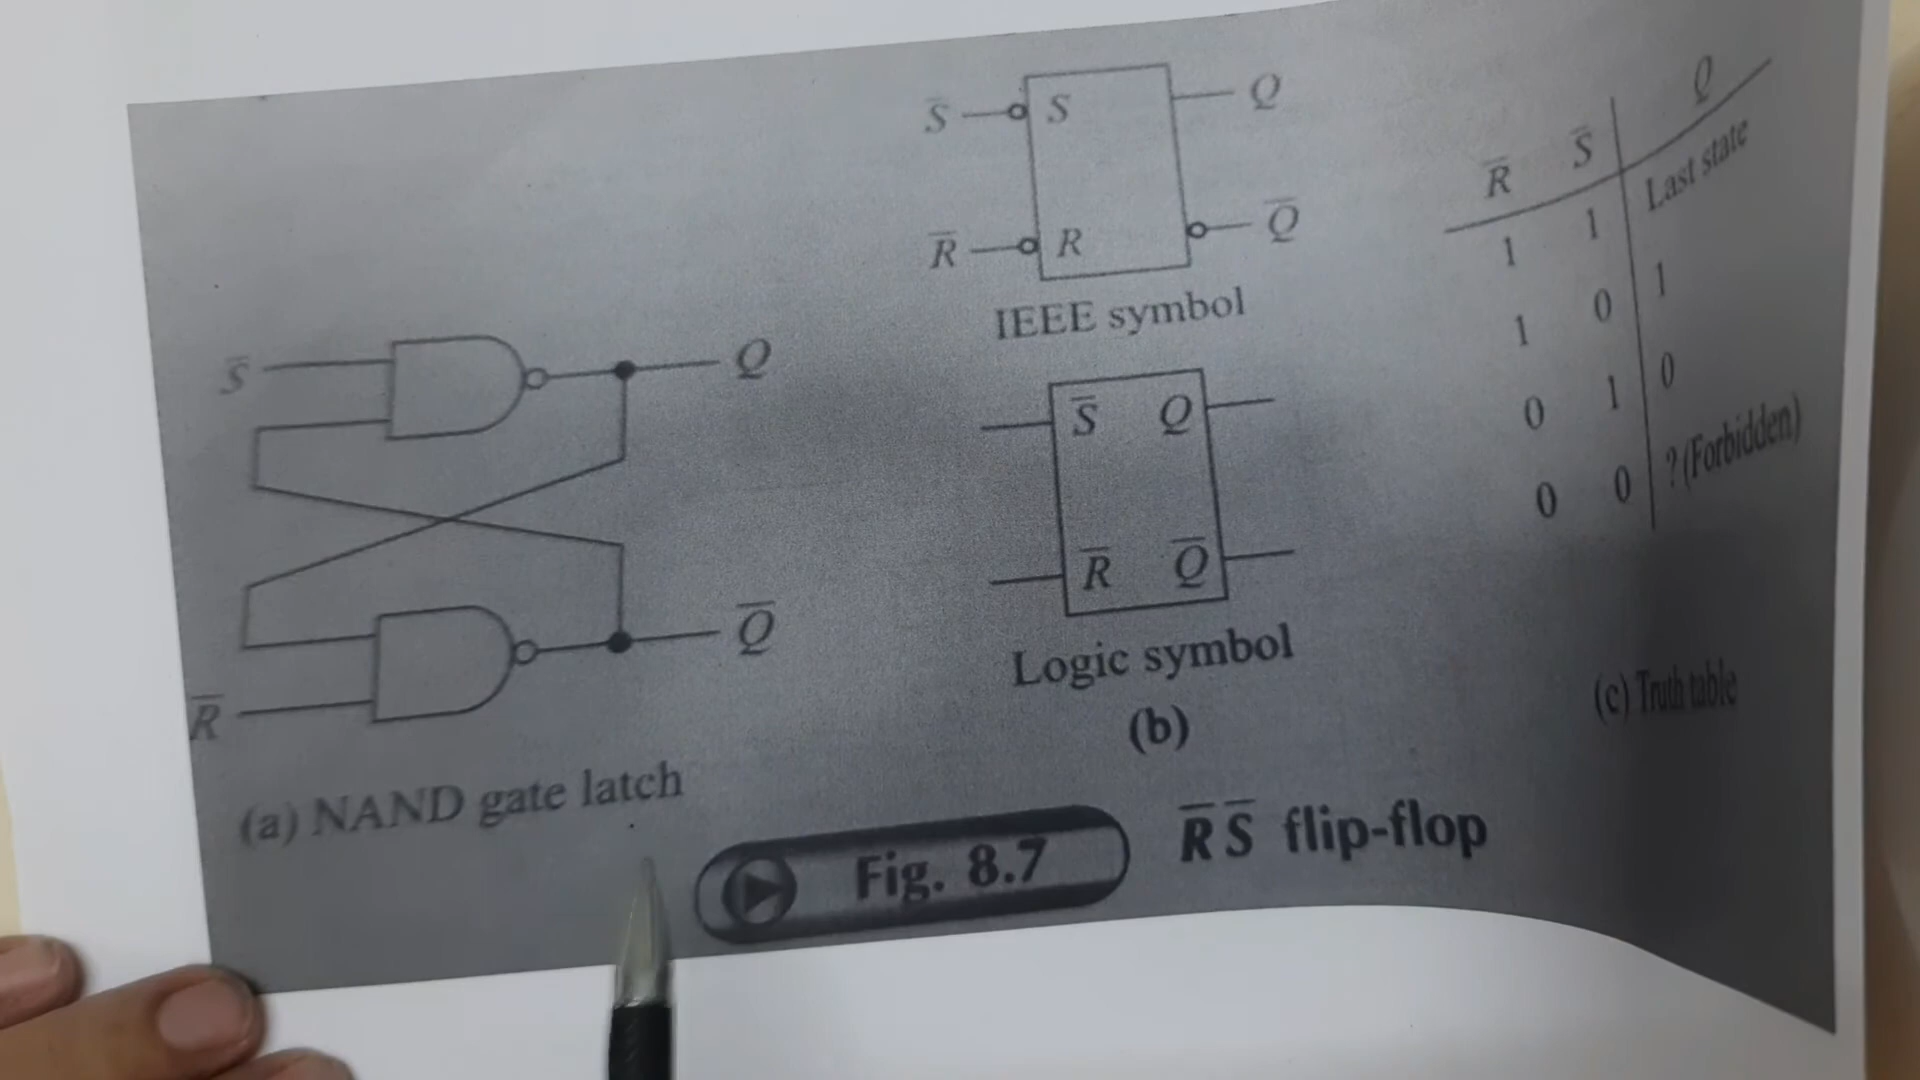 S̅ Q
Q̅
R̅
(a) NAND gate latch
S̅ S Q
R̅ R Q̅
IEEE symbol
S̅ Q
R̅ Q̅
Logic symbol
(b)
R̅ S̅ Q
1 1 Last state
1 0 1
0 1 0
0 0 ? (Forbidden)
(c) Truth table
Fig. 8.7 R̅ S̅ flip-flop